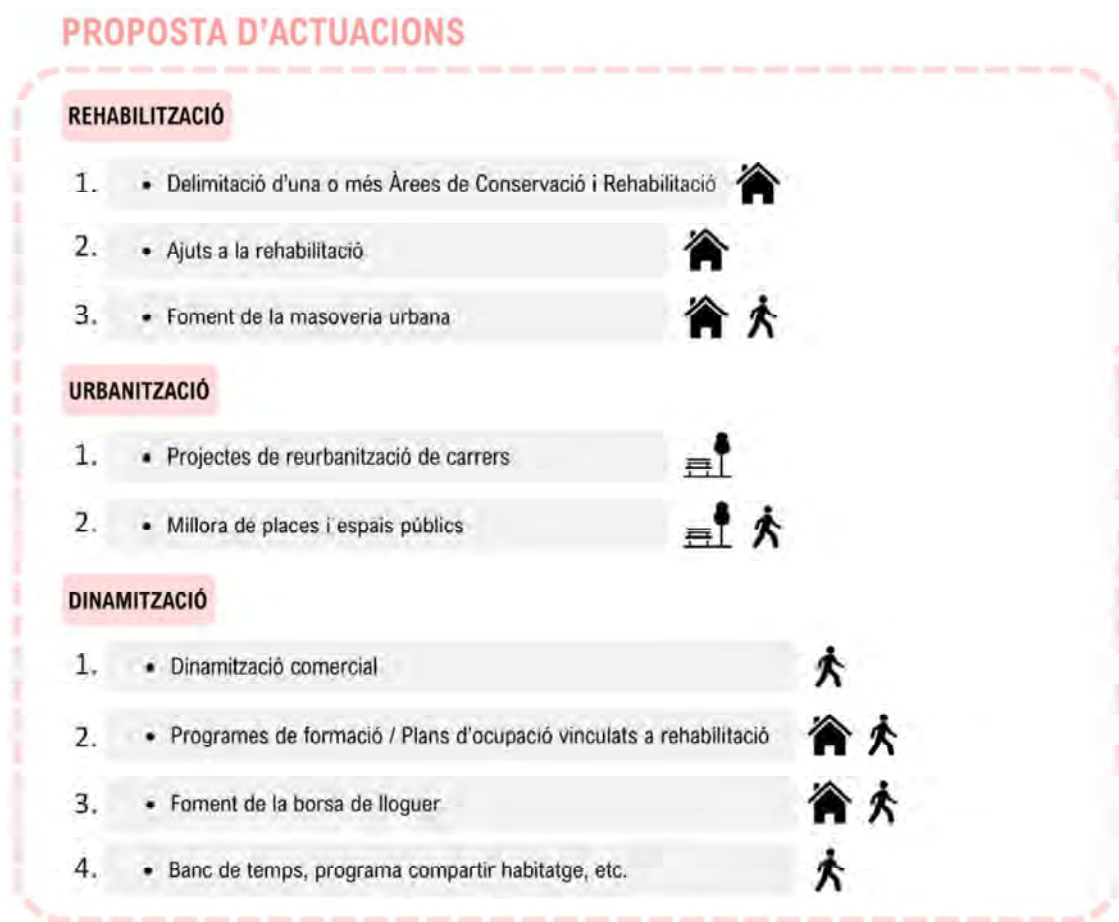 PROPOSTA D'ACTUACIONS
REHABILITZACIÓ
1. • Delimitació d'una o més Àrees de Conservació i Rehabilitació
2. • Ajuts a la rehabilitació
3. • Foment de la masoveria urbana
URBANITZACIÓ
1. • Projectes de reurbanització de carrers
2. • Millora de places i espais públics
DINAMITZACIÓ
1. • Dinamització comercial
2. • Programes de formació / Plans d'ocupació vinculats a rehabilitació
3. • Foment de la borsa de lloguer
4. • Banc de temps, programa compartir habitatge, etc.